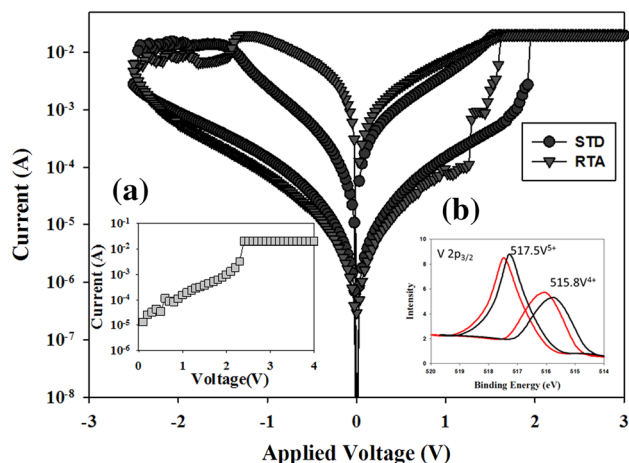 10⁻²
10⁻³
10⁻⁴
10⁻⁵
10⁻⁶
10⁻⁷
10⁻⁸
Current (A)
-3 -2 -1 0 1 2 3
Applied Voltage (V)
STD
RTA
(a)
10⁻¹
10⁻²
10⁻³
10⁻⁴
10⁻⁵
10⁻⁶
Current (A)
0 1 2 3 4
Voltage(V)
(b)
V 2p₃/₂
517.5V⁵⁺
515.8V⁴⁺
10
8
6
4
2
0
Intensity
520 519 518 517 516 515 514
Binding Energy (eV)